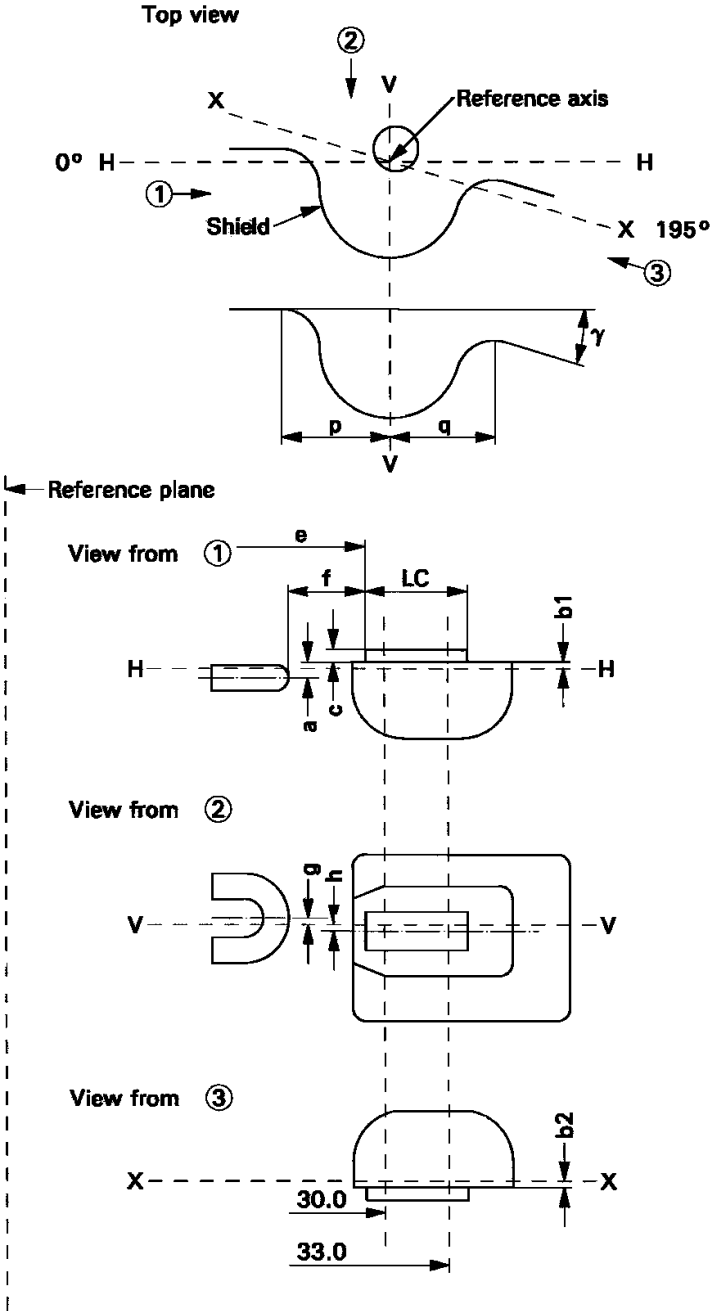 Top view
②
V
X
Reference axis
0° H H
①
Shield
X 195°
③
γ
p q
V
Reference plane
View from ①
e
f LC
b1
H H
a c
View from ②
g h
V V
View from ③
b2
X X
30.0
33.0